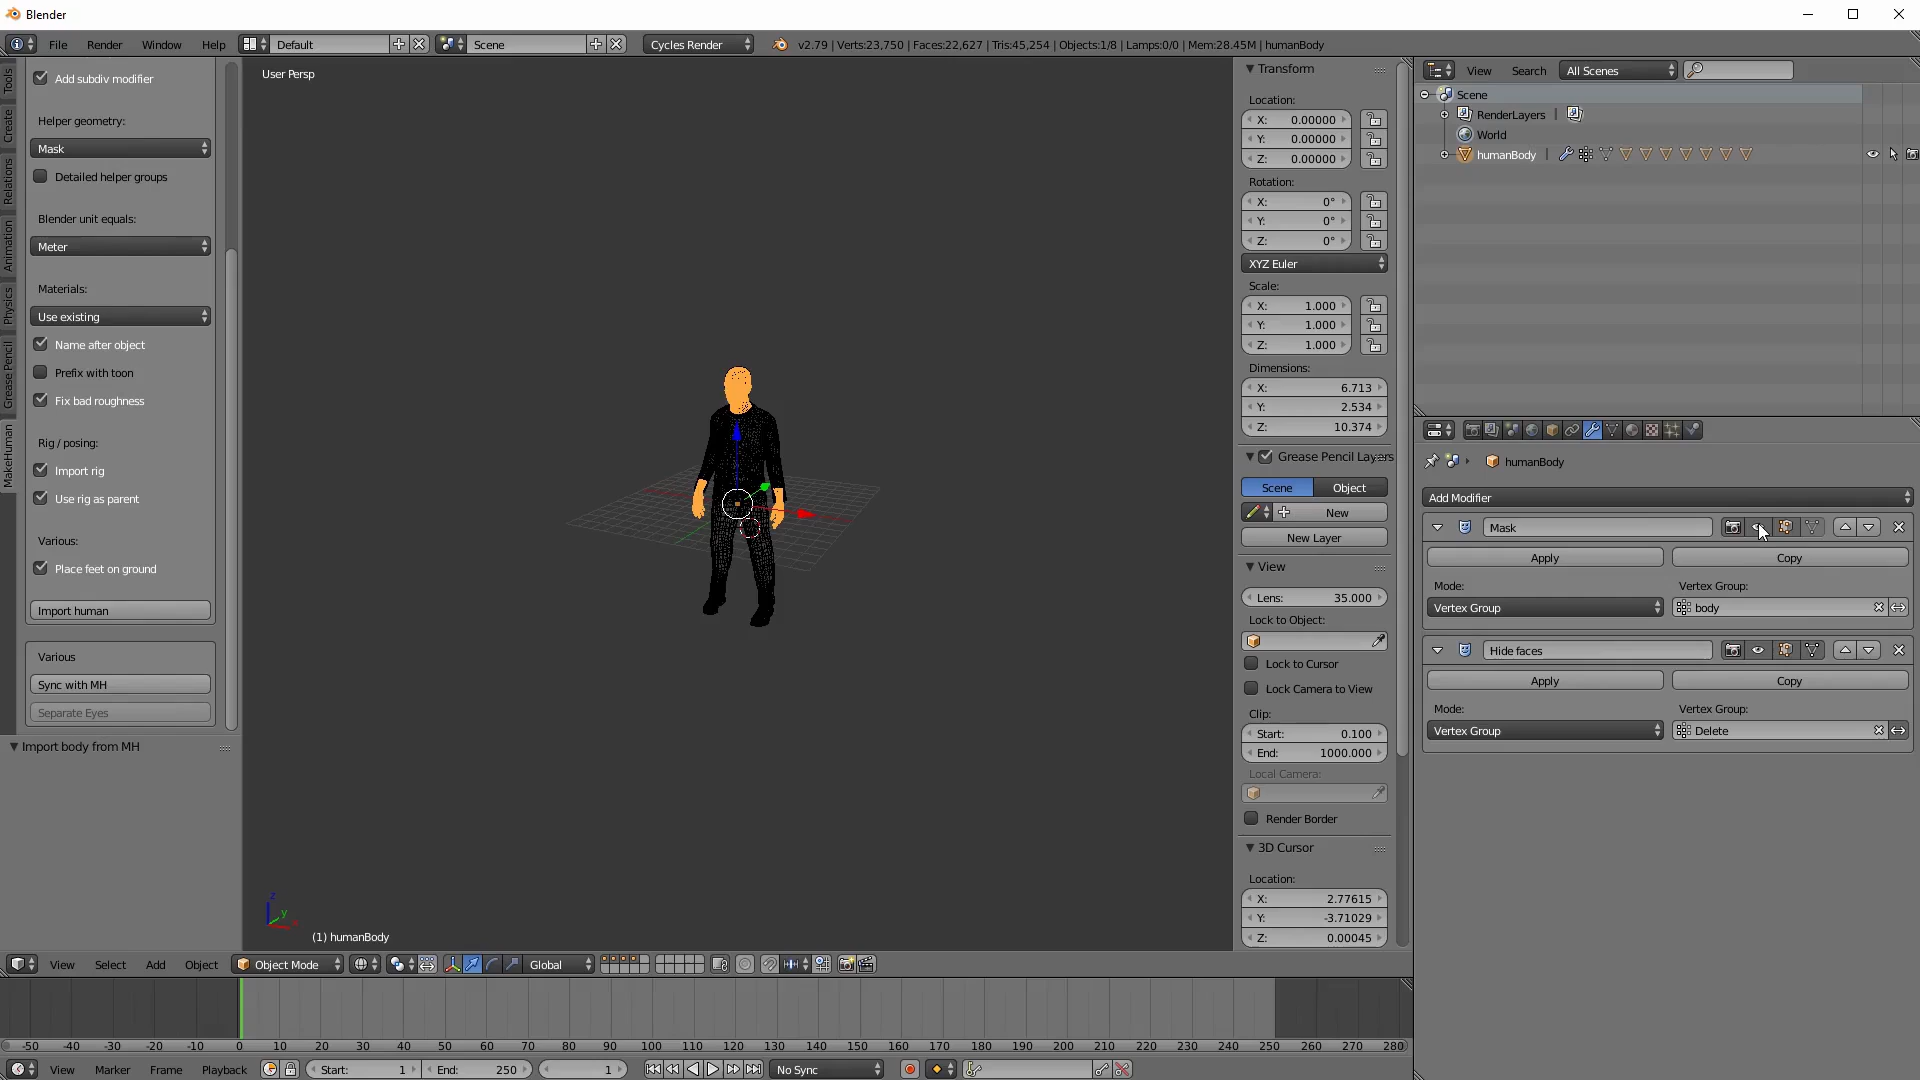 Blender
File Render Window Help Default Scene Cycles Render v2.79 | Verts:23,750 | Faces:22,627 | Tris:45,254 | Objects:1/8 | Lamps:0/0 | Mem:28.45M | humanBody
Tools
Create
Relations
Animation
Physics
Grease Pencil
MakeHuman
Add subdiv modifier
Helper geometry:
Mask
Detailed helper groups
Blender unit equals:
Meter
Materials:
Use existing
Name after object
Prefix with toon
Fix bad roughness
Rig / posing:
Import rig
Use rig as parent
Various:
Place feet on ground
Import human
Various
Sync with MH
Separate Eyes
Import body from MH
User Persp
z
y
x
(1) humanBody
Transform
Location:
X: 0.00000
Y: 0.00000
Z: 0.00000
Rotation:
X: 0°
Y: 0°
Z: 0°
XYZ Euler
Scale:
X: 1.000
Y: 1.000
Z: 1.000
Dimensions:
X: 6.713
Y: 2.534
Z: 10.374
Grease Pencil Layers
Scene Object
New
New Layer
View
Lens: 35.000
Lock to Object:
Lock to Cursor
Lock Camera to View
Clip:
Start: 0.100
End: 1000.000
Local Camera:
Render Border
3D Cursor
Location:
X: 2.77615
Y: -3.71029
Z: 0.00045
View Search All Scenes
Scene
RenderLayers |
World
humanBody |
humanBody
Add Modifier
Mask
Apply Copy
Mode: Vertex Group:
Vertex Group body
Hide faces
Apply Copy
Mode: Vertex Group:
Vertex Group Delete
View Select Add Object Object Mode Global
-50 -40 -30 -20 -10 0 10 20 30 40 50 60 70 80 90 100 110 120 130 140 150 160 170 180 190 200 210 220 230 240 250 260 270 280
View Marker Frame Playback Start: 1 End: 250 1 No Sync